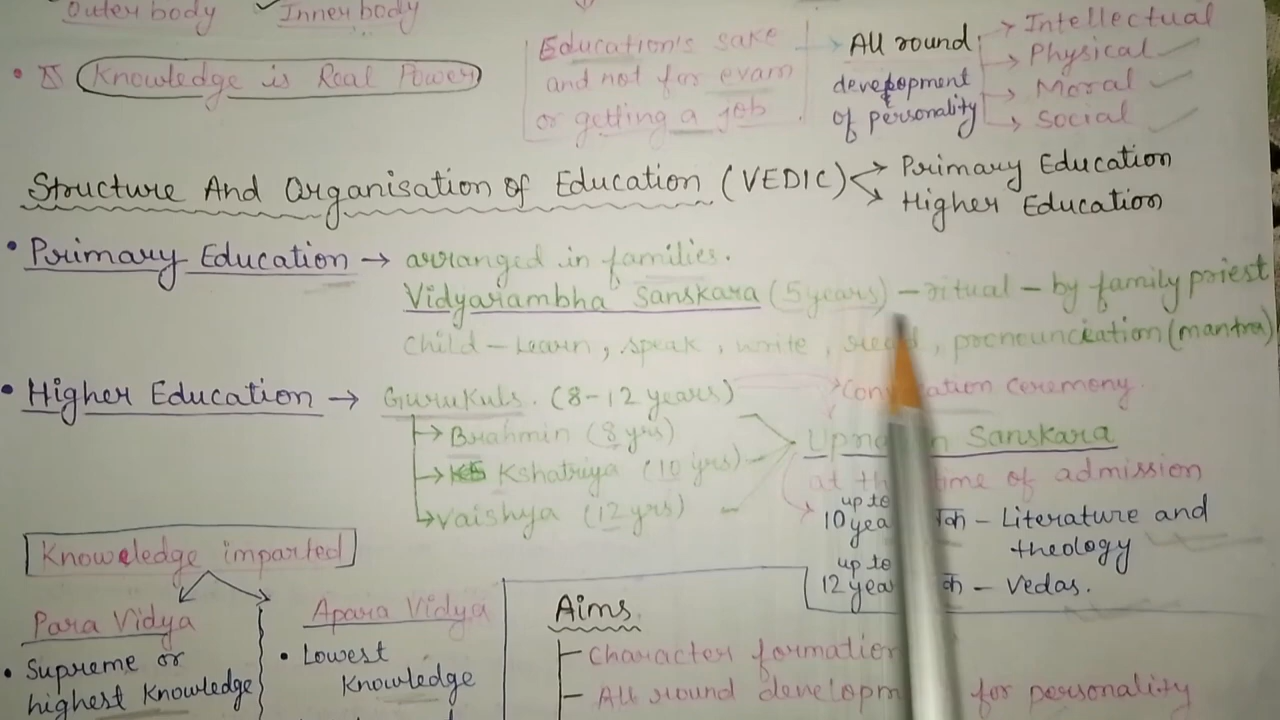 Outer body Inner body
Intellectual
Education's sake All round Physical
Knowledge is Real Power and not for exam development Moral
or getting a job of personality Social
Structure And Organisation of Education (VEDIC) Primary Education
Higher Education
• Primary Education → arranged in families.
Vidyarambha Sanskara (5 years) - ritual - by family priest
Child - Learn, speak, write, read, pronounciation (mantra)
• Higher Education → Gurukuls. (8-12 years) ceremony.
→ Brahmin (8 yrs) Sanskara
→ Kshatriya (10 yrs) at time of admission
→ Vaishya (12 yrs) up to
10 - Literature and
theology
up to
12 - Vedas.
Knowledge imparted
Para Vidya Apara Vidya Aims
• Supreme or • Lowest Character formation
highest Knowledge Knowledge All round for personality